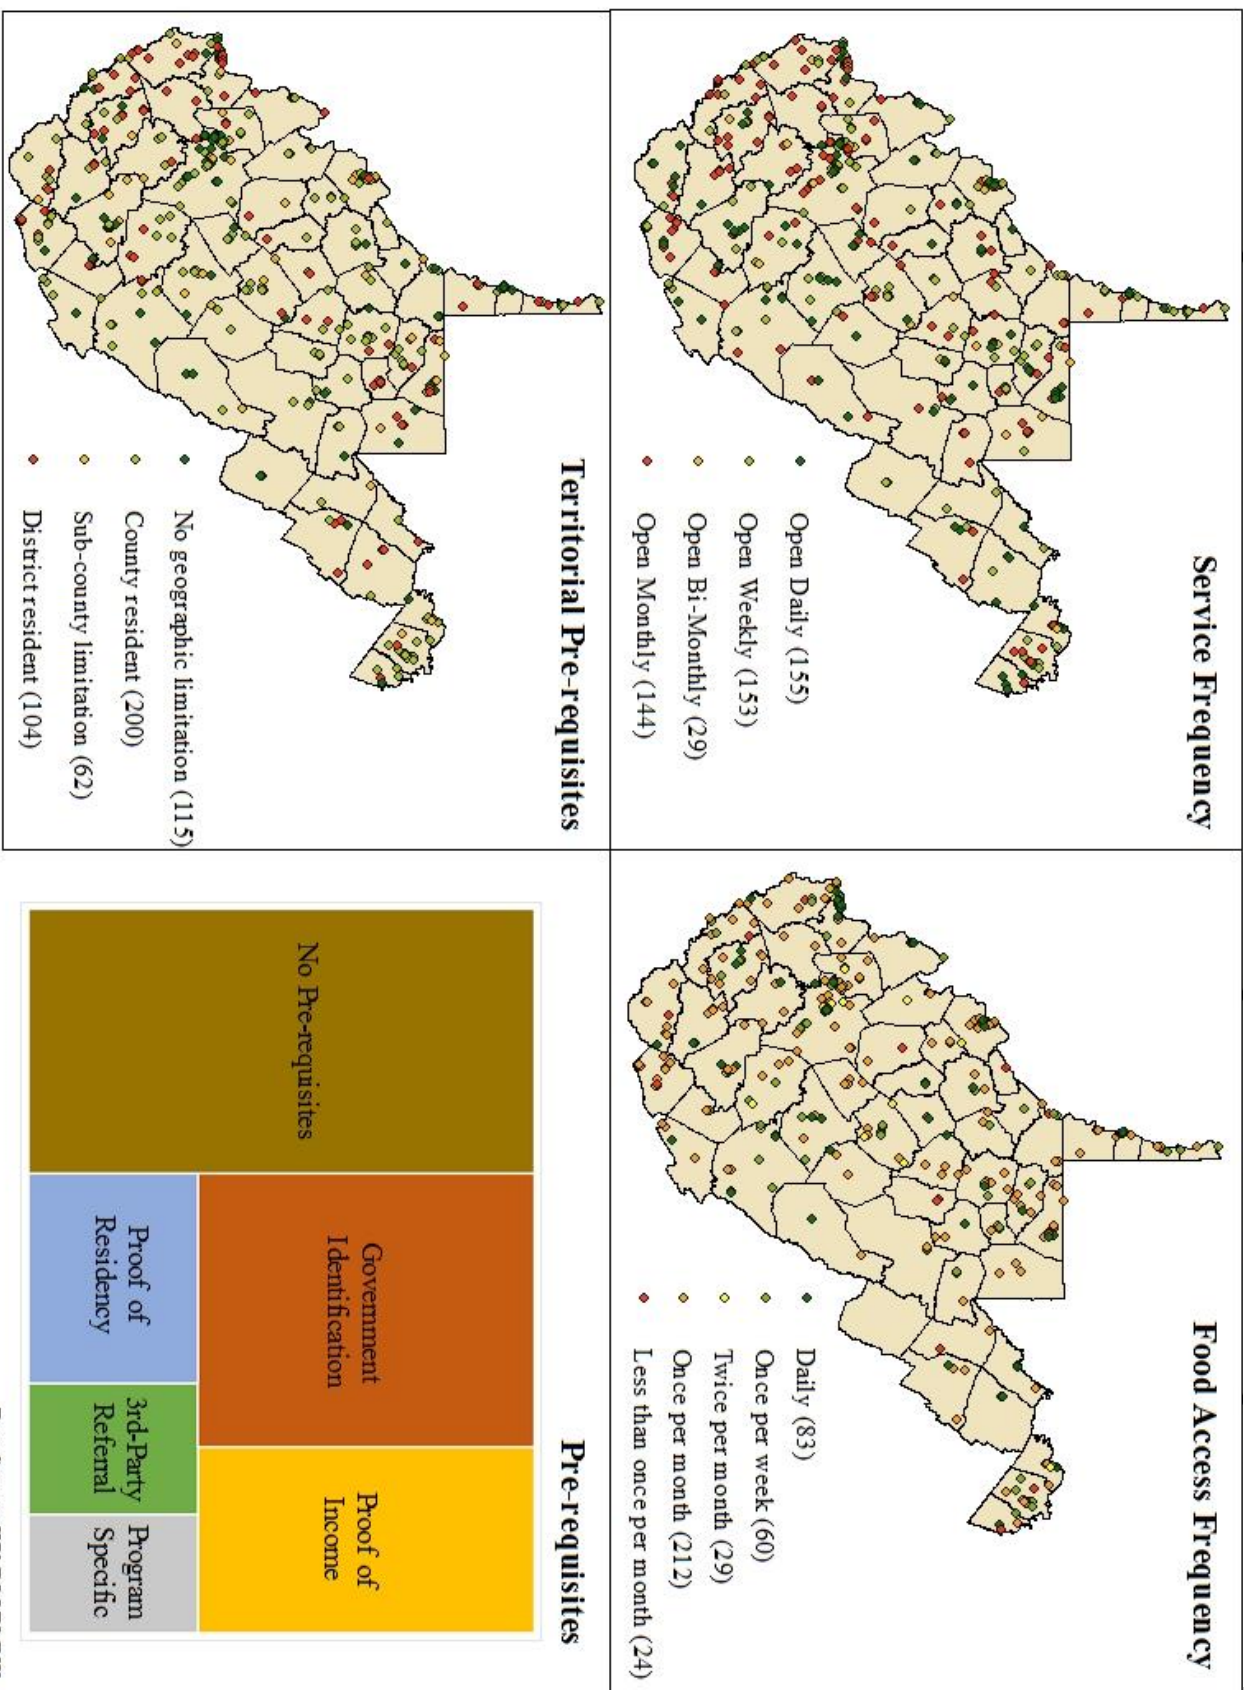 Service Frequency
Open Daily (155)
Open Weekly (153)
Open Bi-Monthly (29)
Open Monthly (144)
Food Access Frequency
Daily (83)
Once per week (60)
Twice per month (29)
Once per month (212)
Less than once per month (24)
Territorial Pre-requisites
No geographic limitation (115)
County resident (200)
Sub-county limitation (62)
District resident (104)
Pre-requisites
No Pre-requisites
Government
Identification
Proof of
Income
Proof of
Residency
3rd-Party
Referral
Program
Specific